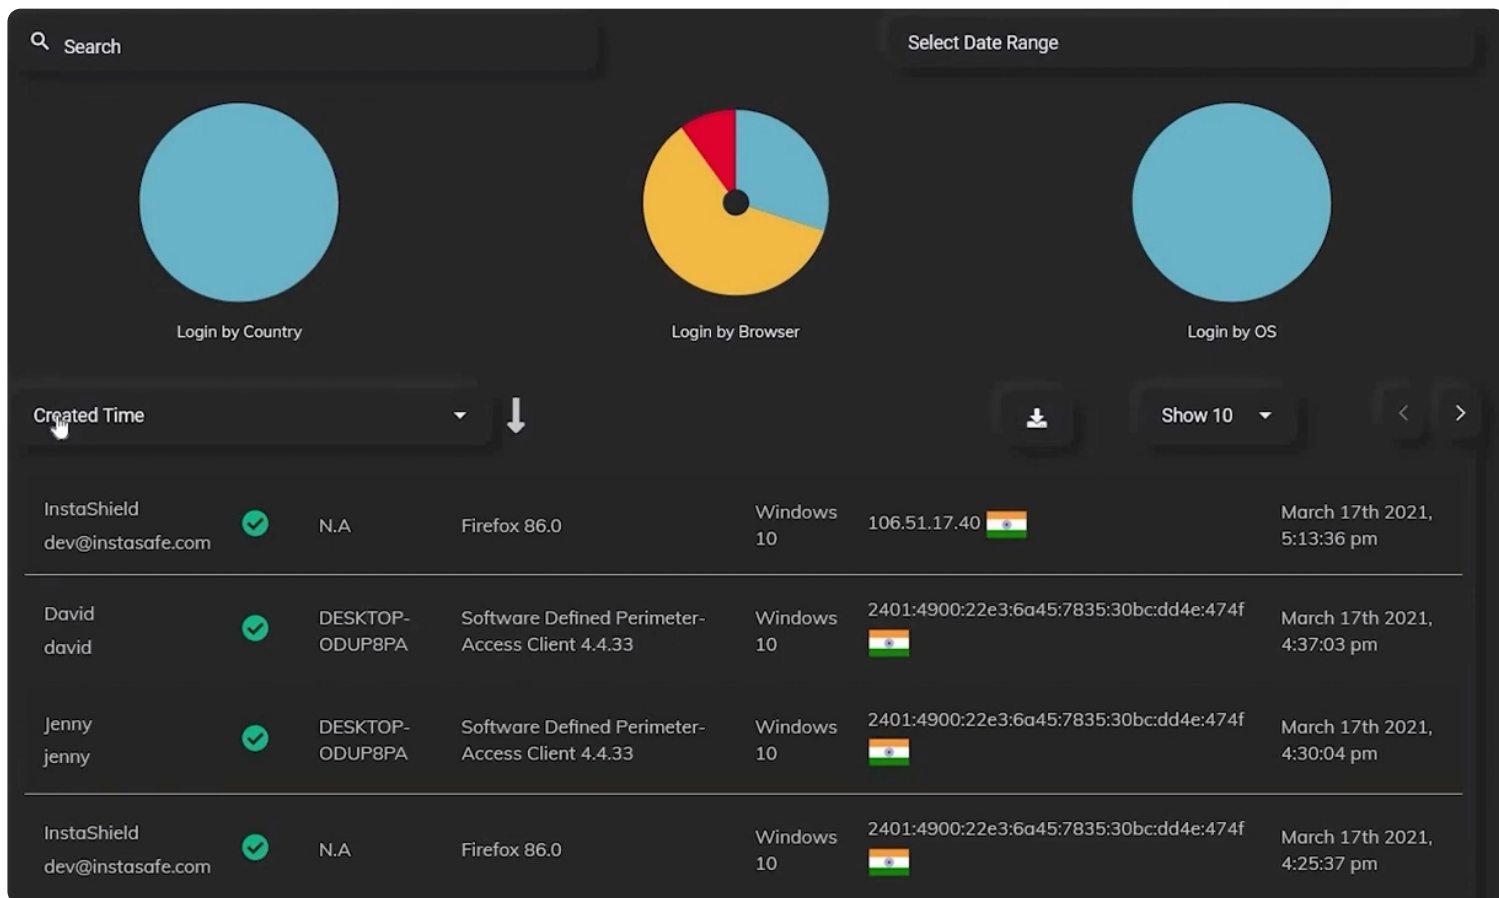 Search
Select Date Range
Login by Country
Login by Browser
Login by OS
Created Time
Show 10
InstaShield
dev@instasafe.com
N.A
Firefox 86.0
Windows
10
106.51.17.40
March 17th 2021,
5:13:36 pm
David
david
DESKTOP-
ODUP8PA
Software Defined Perimeter-
Access Client 4.4.33
Windows
10
2401:4900:22e3:6a45:7835:30bc:dd4e:474f
March 17th 2021,
4:37:03 pm
Jenny
jenny
DESKTOP-
ODUP8PA
Software Defined Perimeter-
Access Client 4.4.33
Windows
10
2401:4900:22e3:6a45:7835:30bc:dd4e:474f
March 17th 2021,
4:30:04 pm
InstaShield
dev@instasafe.com
N.A
Firefox 86.0
Windows
10
2401:4900:22e3:6a45:7835:30bc:dd4e:474f
March 17th 2021,
4:25:37 pm